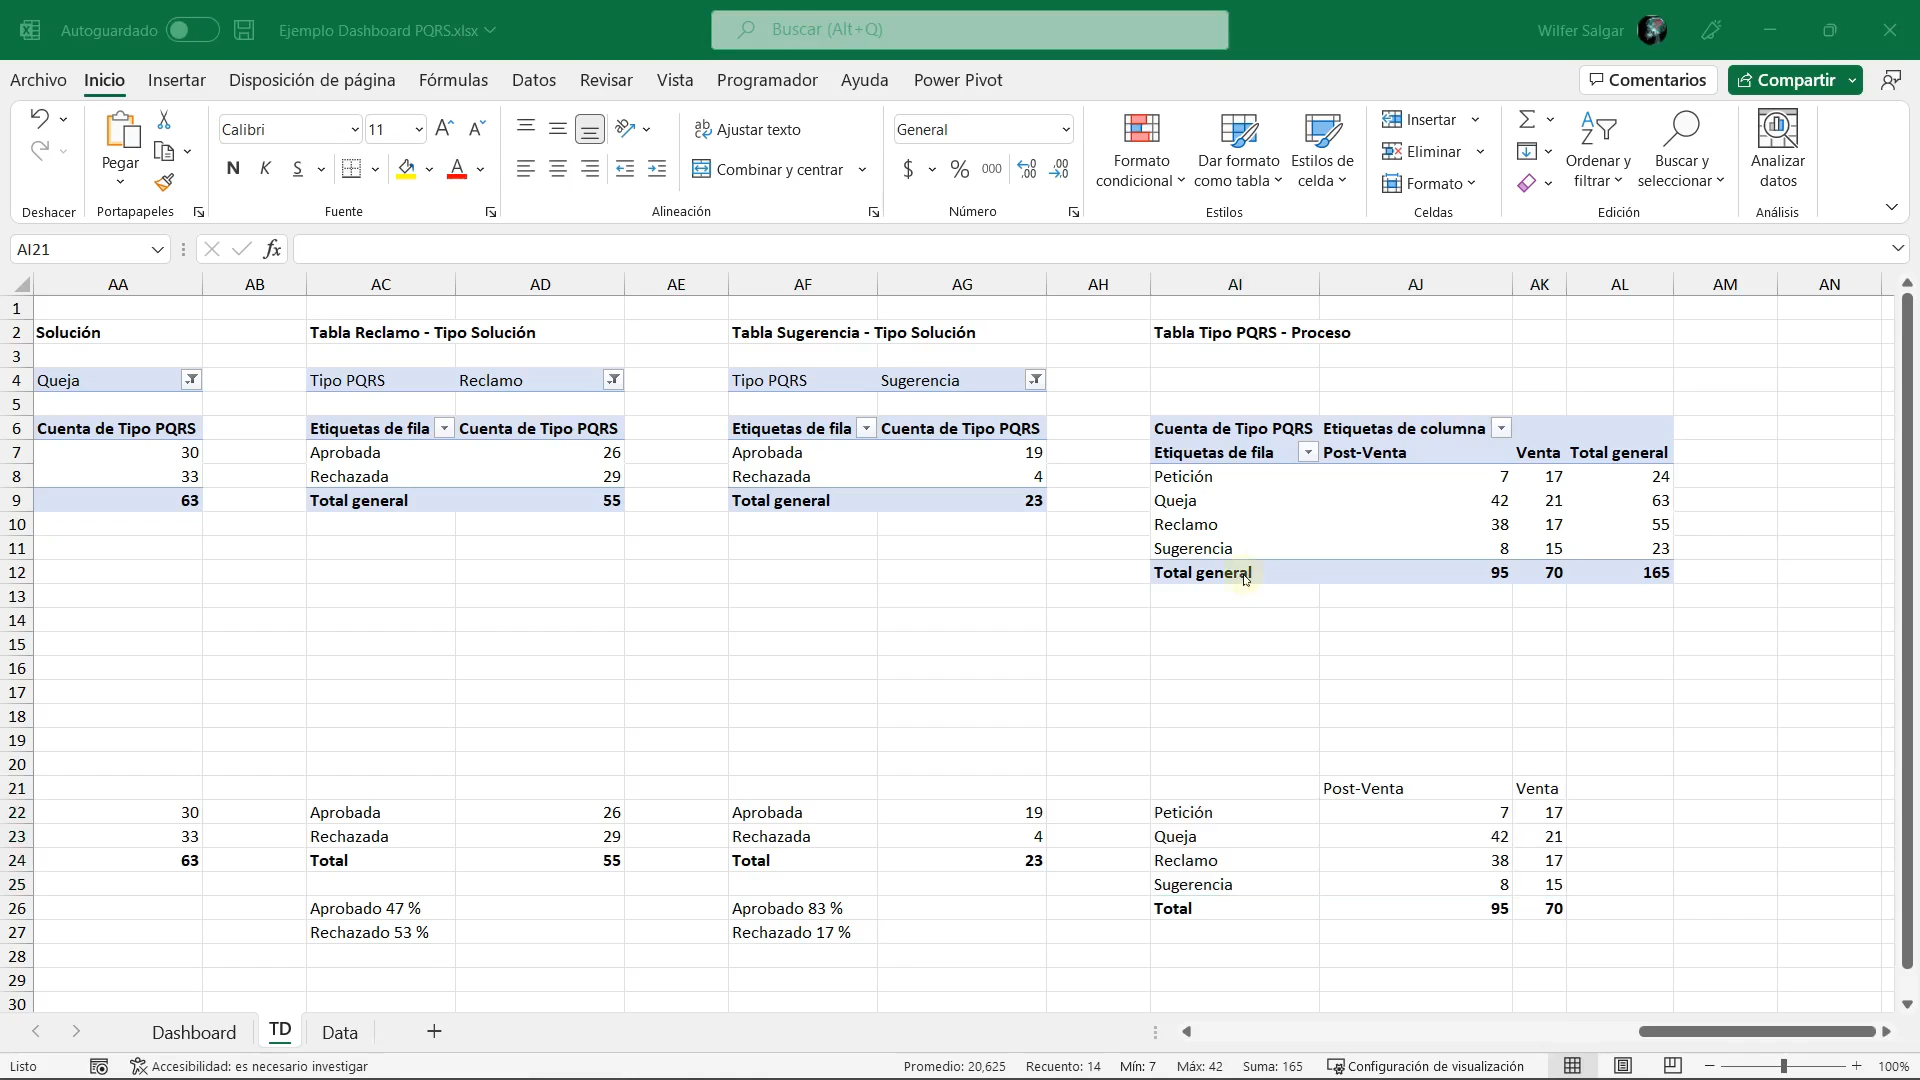 Autoguardado
Ejemplo Dashboard PQRS.xlsx
Buscar (Alt+Q)
Wilfer Salgar
Archivo Inicio Insertar Disposición de página Fórmulas Datos Revisar Vista Programador Ayuda Power Pivot
Comentarios
Compartir
Pegar
Calibri 11
N K S
Ajustar texto
Combinar y centrar
General
$ % 000
Formato condicional
Dar formato como tabla
Estilos de celda
Insertar
Eliminar
Formato
Ordenar y filtrar
Buscar y seleccionar
Analizar datos
Deshacer Portapapeles Fuente Alineación Número Estilos Celdas Edición Análisis
AI21 fx
AA AB AC AD AE AF AG AH AI AJ AK AL AM AN
1
2 Solución Tabla Reclamo - Tipo Solución Tabla Sugerencia - Tipo Solución Tabla Tipo PQRS - Proceso
3
4 Queja Tipo PQRS Reclamo Tipo PQRS Sugerencia
5
6 Cuenta de Tipo PQRS Etiquetas de fila Cuenta de Tipo PQRS Etiquetas de fila Cuenta de Tipo PQRS Cuenta de Tipo PQRS Etiquetas de columna
7 30 Aprobada 26 Aprobada 19 Etiquetas de fila Post-Venta Venta Total general
8 33 Rechazada 29 Rechazada 4 Petición 7 17 24
9 63 Total general 55 Total general 23 Queja 42 21 63
10 Reclamo 38 17 55
11 Sugerencia 8 15 23
12 Total general 95 70 165
13
14
15
16
17
18
19
20
21 Post-Venta Venta
22 30 Aprobada 26 Aprobada 19 Petición 7 17
23 33 Rechazada 29 Rechazada 4 Queja 42 21
24 63 Total 55 Total 23 Reclamo 38 17
25 Sugerencia 8 15
26 Aprobado 47 % Aprobado 83 % Total 95 70
27 Rechazado 53 % Rechazado 17 %
28
29
30
Dashboard TD Data
Listo Accesibilidad: es necesario investigar Promedio: 20,625 Recuento: 14 Mín: 7 Máx: 42 Suma: 165 Configuración de visualización 100%